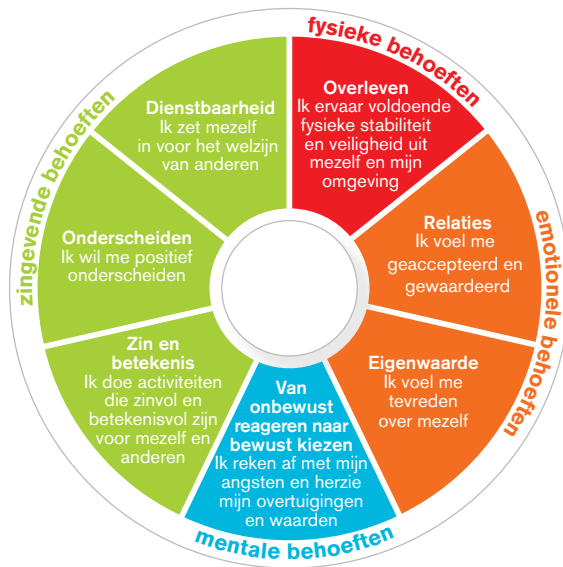 fysieke behoeften
Overleven
Ik ervaar voldoende
fysieke stabiliteit
en veiligheid uit
mezelf en mijn
omgeving
emotionele behoeften
Relaties
Ik voel me
geaccepteerd en
gewaardeerd
Eigenwaarde
Ik voel me
tevreden
over mezelf
mentale behoeften
Van
onbewust
reageren naar
bewust kiezen
Ik reken af met mijn
angsten en herzie
mijn overtuigingen
en waarden
zingevende behoeften
Zin en
betekenis
Ik doe activiteiten
die zinvol en
betekenisvol zijn
voor mezelf en
anderen
Onderscheiden
Ik wil me positief
onderscheiden
Dienstbaarheid
Ik zet mezelf
in voor het welzijn
van anderen